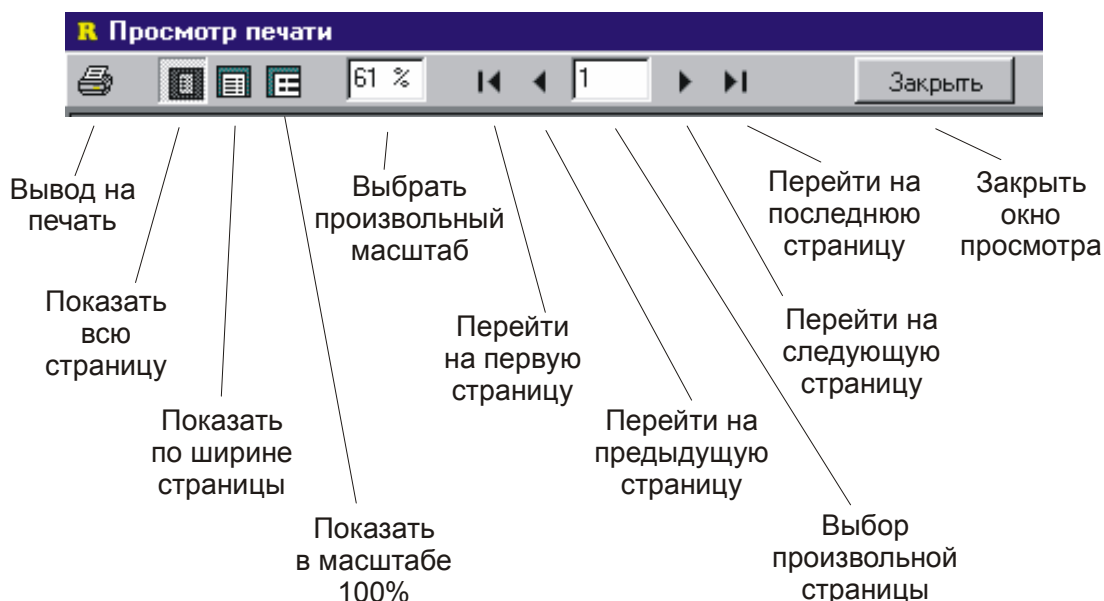 R Просмотр печати
61 %
1
Закрыть
Вывод на
печать
Выбрать
произвольный
масштаб
Перейти на
последнюю
страницу
Закрыть
окно
просмотра
Показать
всю
страницу
Перейти
на первую
страницу
Перейти на
следующую
страницу
Показать
по ширине
страницы
Перейти на
предыдущую
страницу
Показать
в масштабе
100%
Выбор
произвольной
страницы